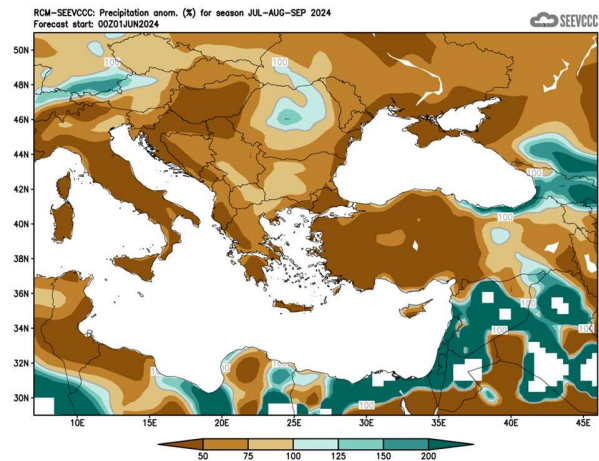 RCM-SEEVCCC: Precipitation anom. (%) for season JUL-AUG-SEP 2024
Forecast start: 00Z01JUN2024
SEEVCCC
50N
100
100
48N
46N
44N
100
42N
100
40N
38N
36N
100
34N
100
32N
30N
100
10E
15E
20E
25E
30E
35E
40E
45E
50
75
100
125
150
200